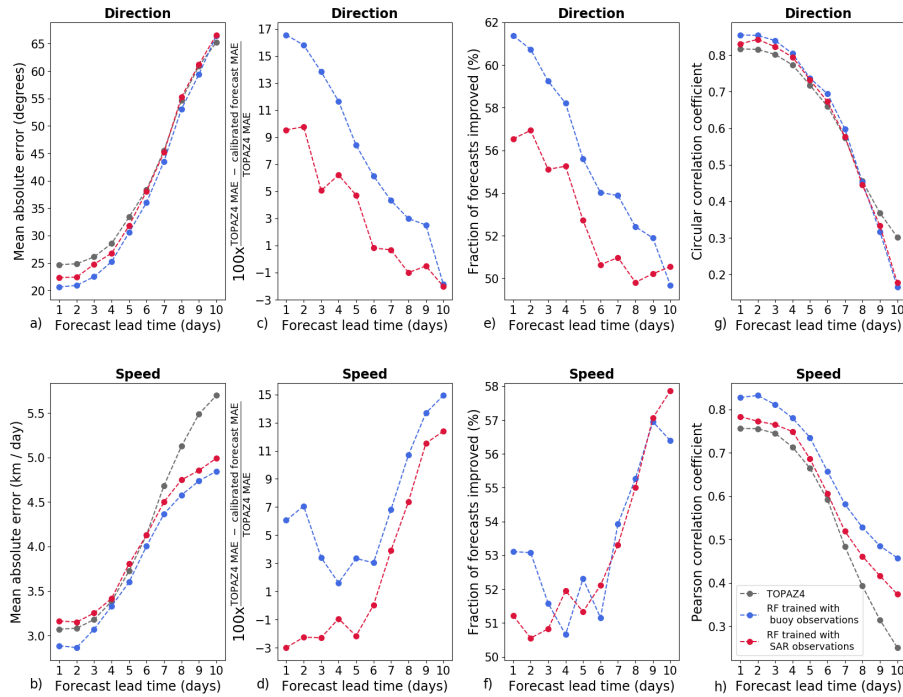 Direction
Mean absolute error (degrees)
65
60
55
50
45
40
35
30
25
20
1 2 3 4 5 6 7 8 9 10
a) Forecast lead time (days)
Direction
100x TOPAZ4 MAE − calibrated forecast MAE
TOPAZ4 MAE
17
15
13
11
9
7
5
3
1
−1
−3
1 2 3 4 5 6 7 8 9 10
c) Forecast lead time (days)
Direction
Fraction of forecasts improved (%)
62
60
58
56
54
52
50
1 2 3 4 5 6 7 8 9 10
e) Forecast lead time (days)
Direction
Circular correlation coefficient
0.8
0.7
0.6
0.5
0.4
0.3
0.2
1 2 3 4 5 6 7 8 9 10
g) Forecast lead time (days)
Speed
Mean absolute error (km / day)
5.5
5.0
4.5
4.0
3.5
3.0
1 2 3 4 5 6 7 8 9 10
b) Forecast lead time (days)
Speed
100x TOPAZ4 MAE − calibrated forecast MAE
TOPAZ4 MAE
15
13
11
9
7
5
3
1
−1
−3
1 2 3 4 5 6 7 8 9 10
d) Forecast lead time (days)
Speed
Fraction of forecasts improved (%)
58
57
56
55
54
53
52
51
50
1 2 3 4 5 6 7 8 9 10
f) Forecast lead time (days)
Speed
Pearson correlation coefficient
0.8
0.7
0.6
0.5
0.4
0.3
TOPAZ4
RF trained with
buoy observations
RF trained with
SAR observations
1 2 3 4 5 6 7 8 9 10
h) Forecast lead time (days)